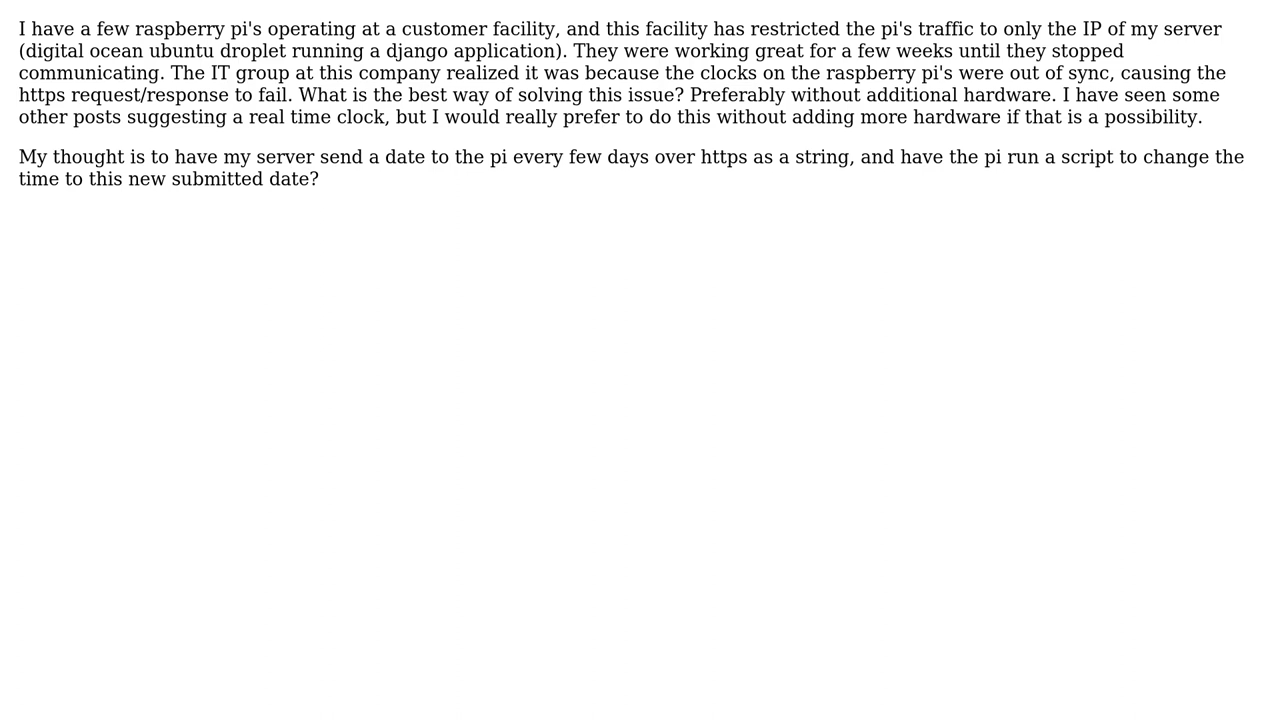 I have a few raspberry pi's operating at a customer facility, and this facility has restricted the pi's traffic to only the IP of my server
(digital ocean ubuntu droplet running a django application). They were working great for a few weeks until they stopped
communicating. The IT group at this company realized it was because the clocks on the raspberry pi's were out of sync, causing the
https request/response to fail. What is the best way of solving this issue? Preferably without additional hardware. I have seen some
other posts suggesting a real time clock, but I would really prefer to do this without adding more hardware if that is a possibility.
My thought is to have my server send a date to the pi every few days over https as a string, and have the pi run a script to change the
time to this new submitted date?